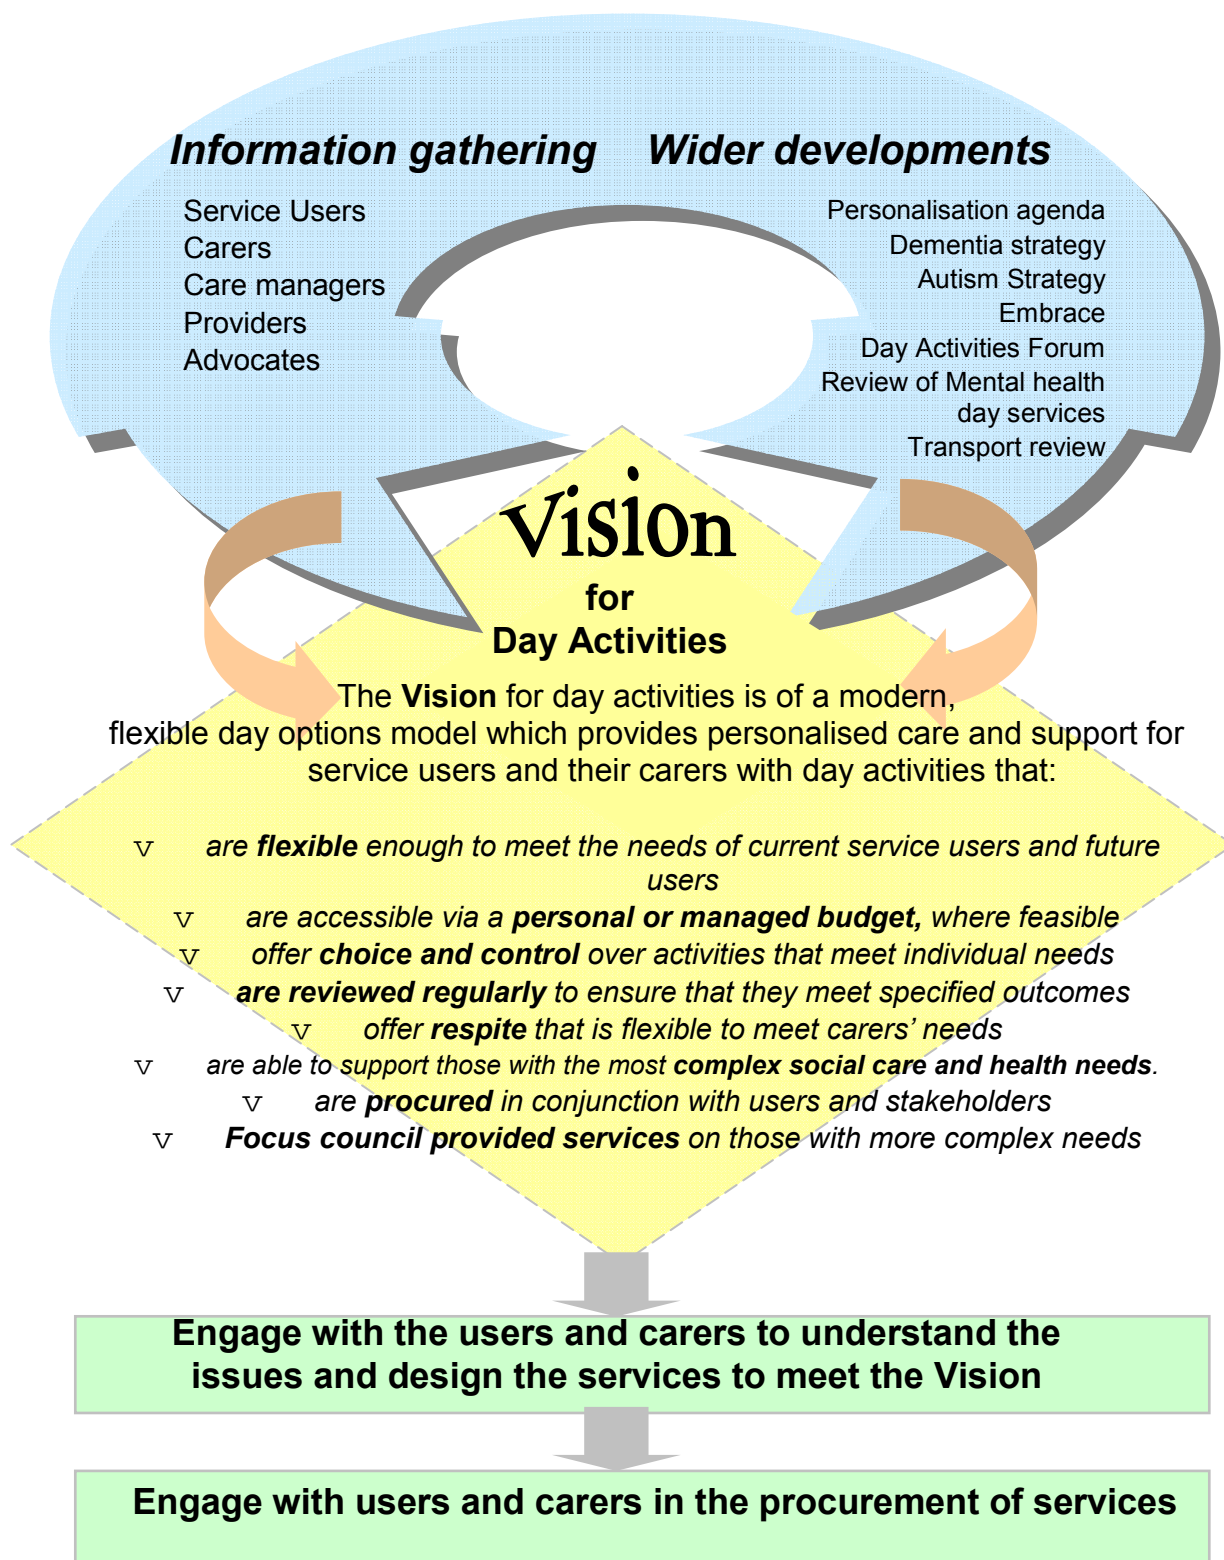 Information gathering
Service Users
Carers
Care managers
Providers
Advocates
Wider developments
Personalisation agenda
Dementia strategy
Autism Strategy
Embrace
Day Activities Forum
Review of Mental health
day services
Transport review
Vision
for
Day Activities
The Vision for day activities is of a modern,
flexible day options model which provides personalised care and support for
service users and their carers with day activities that:
v are flexible enough to meet the needs of current service users and future
users
v are accessible via a personal or managed budget, where feasible
v offer choice and control over activities that meet individual needs
v are reviewed regularly to ensure that they meet specified outcomes
v offer respite that is flexible to meet carers’ needs
v are able to support those with the most complex social care and health needs.
v are procured in conjunction with users and stakeholders
v Focus council provided services on those with more complex needs
Engage with the users and carers to understand the
issues and design the services to meet the Vision
Engage with users and carers in the procurement of services